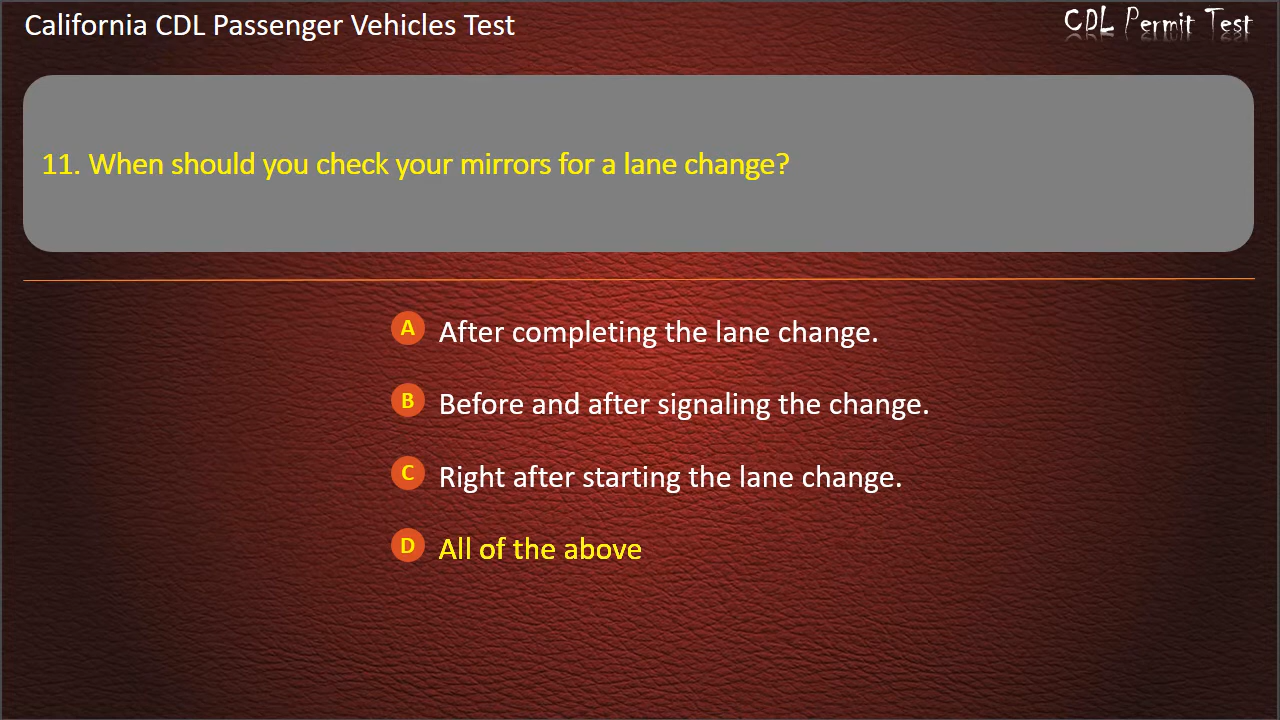 California CDL Passenger Vehicles Test
CDL Permit Test
11. When should you check your mirrors for a lane change?
A After completing the lane change.
B Before and after signaling the change.
C Right after starting the lane change.
D All of the above